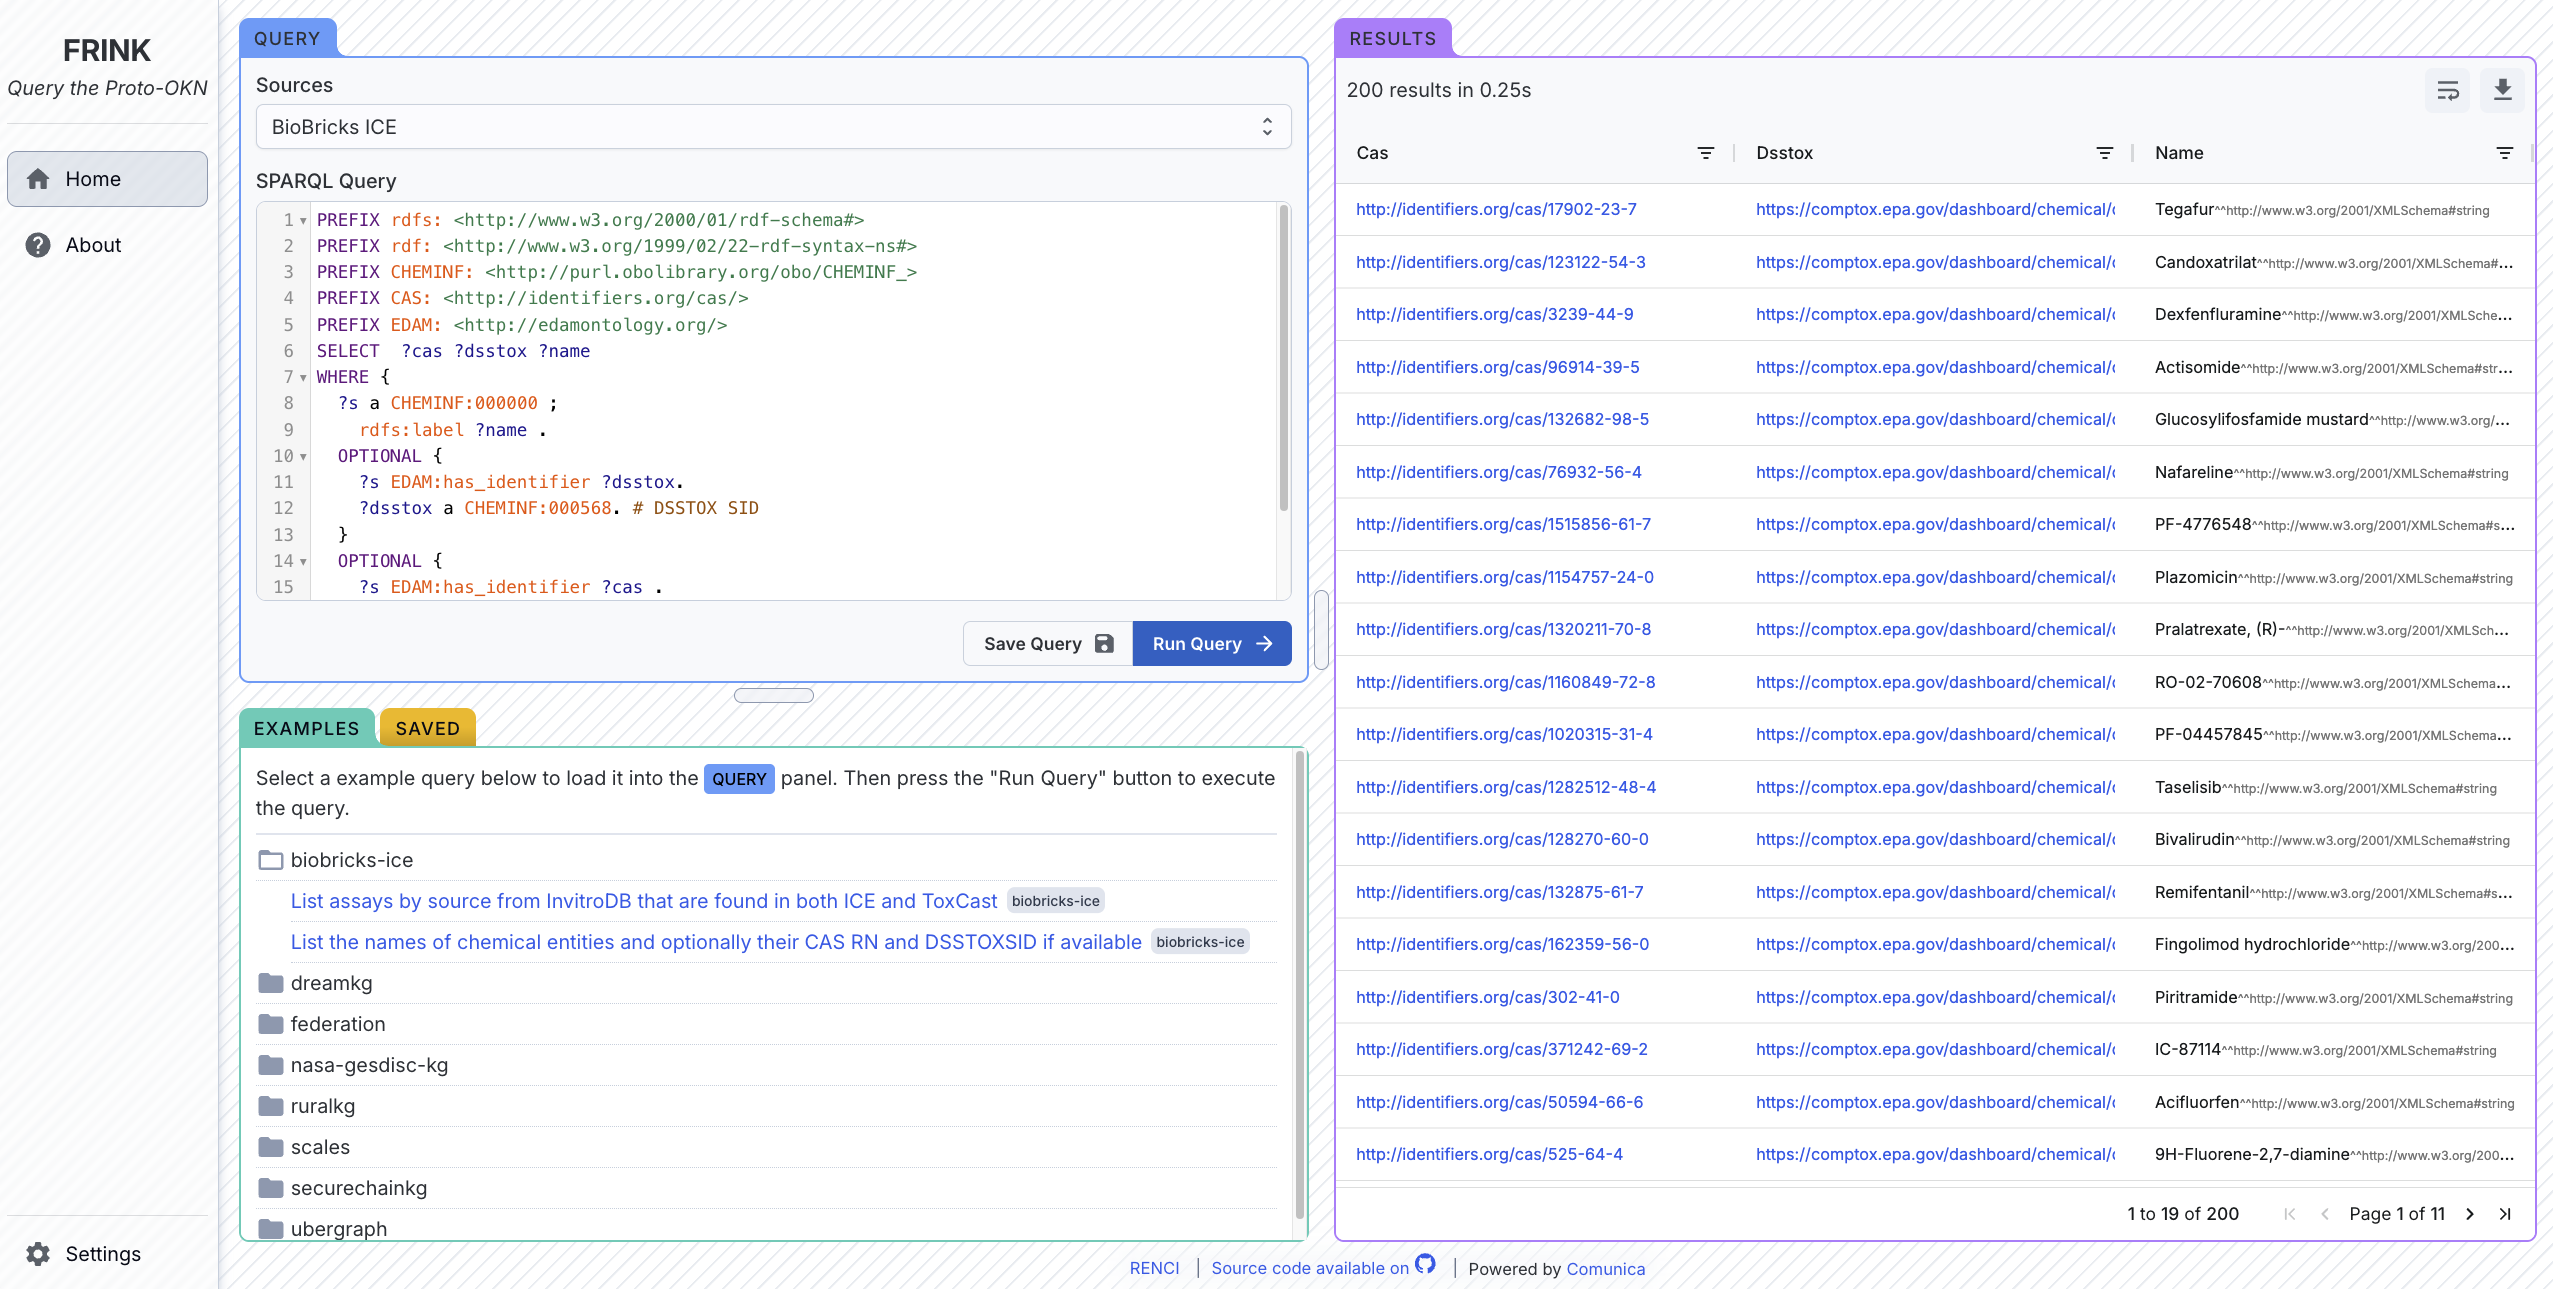 FRINK
Query the Proto-OKN
Home
About
Settings
QUERY
Sources
BioBricks ICE
SPARQL Query
1 PREFIX rdfs: <http://www.w3.org/2000/01/rdf-schema#>
2 PREFIX rdf: <http://www.w3.org/1999/02/22-rdf-syntax-ns#>
3 PREFIX CHEMINF: <http://purl.obolibrary.org/obo/CHEMINF_>
4 PREFIX CAS: <http://identifiers.org/cas/>
5 PREFIX EDAM: <http://edamontology.org/>
6 SELECT  ?cas ?dsstox ?name
7 WHERE {
8 ?s a CHEMINF:000000 ;
9 rdfs:label ?name .
10 OPTIONAL {
11 ?s EDAM:has_identifier ?dsstox.
12 ?dsstox a CHEMINF:000568. # DSSTOX SID
13 }
14 OPTIONAL {
15 ?s EDAM:has_identifier ?cas .
Save Query
Run Query
EXAMPLES
SAVED
Select a example query below to load it into the QUERY panel. Then press the "Run Query" button to execute
the query.
biobricks-ice
List assays by source from InvitroDB that are found in both ICE and ToxCast biobricks-ice
List the names of chemical entities and optionally their CAS RN and DSSTOXSID if available biobricks-ice
dreamkg
federation
nasa-gesdisc-kg
ruralkg
scales
securechainkg
ubergraph
RESULTS
200 results in 0.25s
Cas Dsstox Name
http://identifiers.org/cas/17902-23-7 https://comptox.epa.gov/dashboard/chemical/c Tegafur^^http://www.w3.org/2001/XMLSchema#string
http://identifiers.org/cas/123122-54-3 https://comptox.epa.gov/dashboard/chemical/c Candoxatrilat^^http://www.w3.org/2001/XMLSchema#...
http://identifiers.org/cas/3239-44-9 https://comptox.epa.gov/dashboard/chemical/c Dexfenfluramine^^http://www.w3.org/2001/XMLSche...
http://identifiers.org/cas/96914-39-5 https://comptox.epa.gov/dashboard/chemical/c Actisomide^^http://www.w3.org/2001/XMLSchema#str...
http://identifiers.org/cas/132682-98-5 https://comptox.epa.gov/dashboard/chemical/c Glucosylifosfamide mustard^^http://www.w3.org/...
http://identifiers.org/cas/76932-56-4 https://comptox.epa.gov/dashboard/chemical/c Nafareline^^http://www.w3.org/2001/XMLSchema#string
http://identifiers.org/cas/1515856-61-7 https://comptox.epa.gov/dashboard/chemical/c PF-4776548^^http://www.w3.org/2001/XMLSchema#s...
http://identifiers.org/cas/1154757-24-0 https://comptox.epa.gov/dashboard/chemical/c Plazomicin^^http://www.w3.org/2001/XMLSchema#string
http://identifiers.org/cas/1320211-70-8 https://comptox.epa.gov/dashboard/chemical/c Pralatrexate, (R)-^^http://www.w3.org/2001/XMLSch...
http://identifiers.org/cas/1160849-72-8 https://comptox.epa.gov/dashboard/chemical/c RO-02-70608^^http://www.w3.org/2001/XMLSchema...
http://identifiers.org/cas/1020315-31-4 https://comptox.epa.gov/dashboard/chemical/c PF-04457845^^http://www.w3.org/2001/XMLSchema...
http://identifiers.org/cas/1282512-48-4 https://comptox.epa.gov/dashboard/chemical/c Taselisib^^http://www.w3.org/2001/XMLSchema#string
http://identifiers.org/cas/128270-60-0 https://comptox.epa.gov/dashboard/chemical/c Bivalirudin^^http://www.w3.org/2001/XMLSchema#string
http://identifiers.org/cas/132875-61-7 https://comptox.epa.gov/dashboard/chemical/c Remifentanil^^http://www.w3.org/2001/XMLSchema#s...
http://identifiers.org/cas/162359-56-0 https://comptox.epa.gov/dashboard/chemical/c Fingolimod hydrochloride^^http://www.w3.org/200...
http://identifiers.org/cas/302-41-0 https://comptox.epa.gov/dashboard/chemical/c Piritramide^^http://www.w3.org/2001/XMLSchema#string
http://identifiers.org/cas/371242-69-2 https://comptox.epa.gov/dashboard/chemical/c IC-87114^^http://www.w3.org/2001/XMLSchema#string
http://identifiers.org/cas/50594-66-6 https://comptox.epa.gov/dashboard/chemical/c Acifluorfen^^http://www.w3.org/2001/XMLSchema#string
http://identifiers.org/cas/525-64-4 https://comptox.epa.gov/dashboard/chemical/c 9H-Fluorene-2,7-diamine^^http://www.w3.org/200...
1 to 19 of 200 Page 1 of 11
RENCI | Source code available on | Powered by Comunica